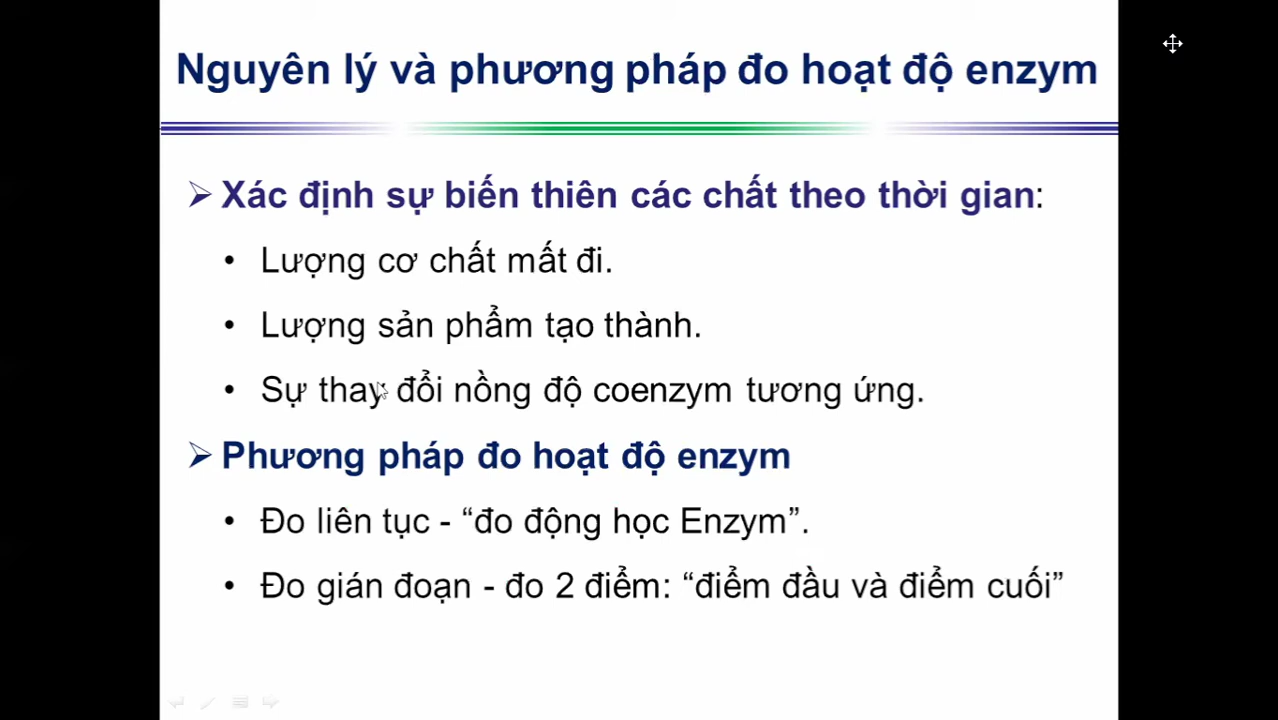 Nguyên lý và phương pháp đo hoạt độ enzym
Xác định sự biến thiên các chất theo thời gian:
• Lượng cơ chất mất đi.
• Lượng sản phẩm tạo thành.
• Sự thay đổi nồng độ coenzym tương ứng.
Phương pháp đo hoạt độ enzym
• Đo liên tục - “đo động học Enzym”.
• Đo gián đoạn - đo 2 điểm: “điểm đầu và điểm cuối”